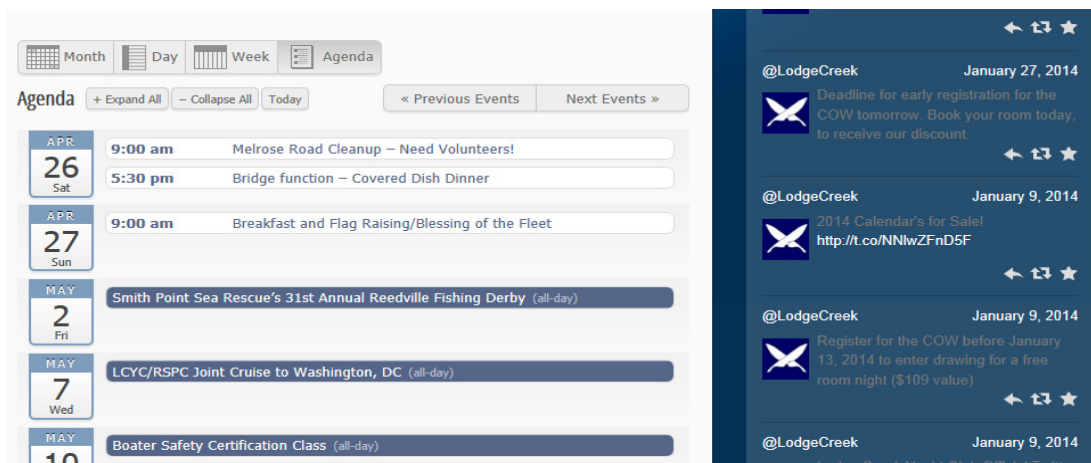 Month Day Week Agenda
Agenda + Expand All − Collapse All Today « Previous Events Next Events »
APR
26
Sat
9:00 am Melrose Road Cleanup – Need Volunteers!
5:30 pm Bridge function – Covered Dish Dinner
APR
27
Sun
9:00 am Breakfast and Flag Raising/Blessing of the Fleet
MAY
2
Fri
Smith Point Sea Rescue's 31st Annual Reedville Fishing Derby (all-day)
MAY
7
Wed
LCYC/RSPC Joint Cruise to Washington, DC (all-day)
MAY
10
Boater Safety Certification Class (all-day)
@LodgeCreek January 27, 2014
Deadline for early registration for the
COW tomorrow. Book your room today,
to receive our discount.
@LodgeCreek January 9, 2014
2014 Calendar's for Sale!
http://t.co/NNlwZFnD5F
@LodgeCreek January 9, 2014
Register for the COW before January
13, 2014 to enter drawing for a free
room night ($109 value)
@LodgeCreek January 9, 2014